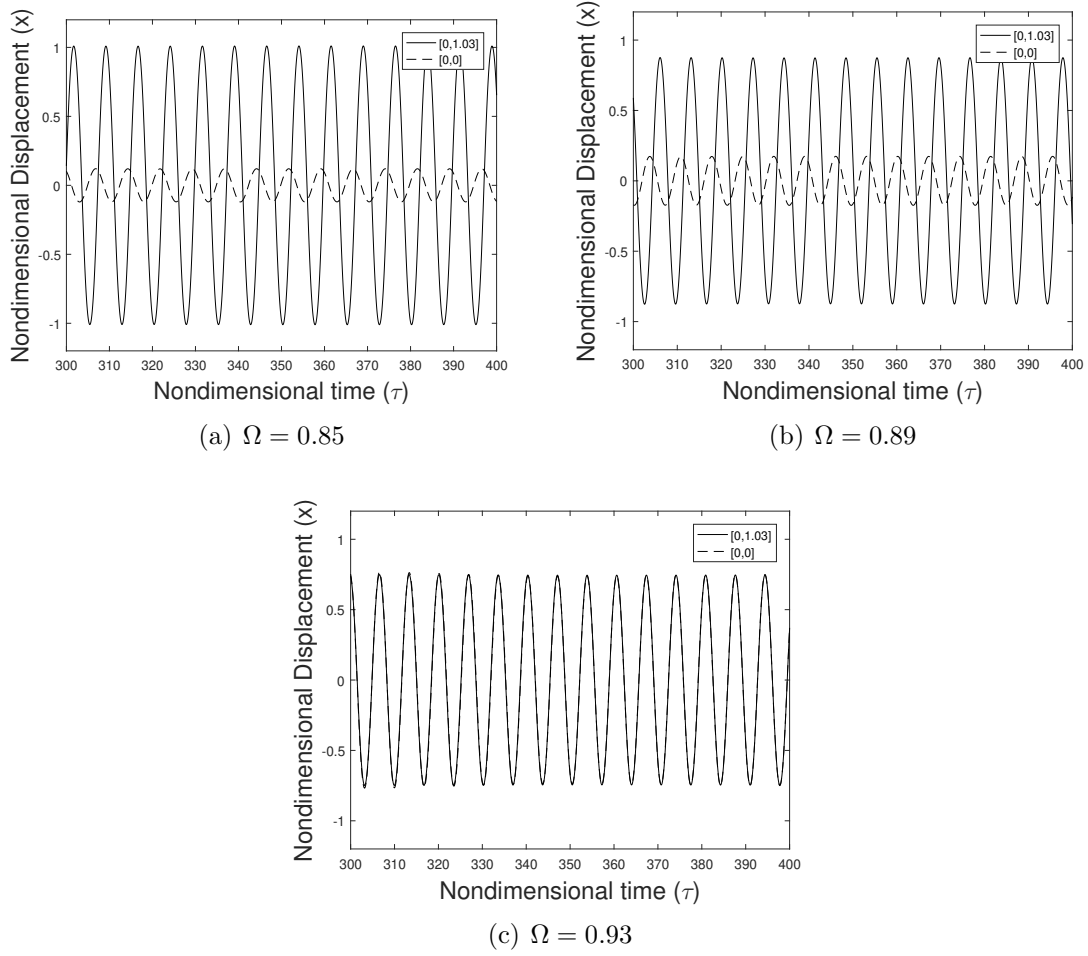 Nondimensional Displacement (x)
1
0.5
0
-0.5
-1
[0,1.03]
[0,0]
300 310 320 330 340 350 360 370 380 390 400
Nondimensional time (τ)
(a) Ω = 0.85
Nondimensional Displacement (x)
1
0.5
0
-0.5
-1
[0,1.03]
[0,0]
300 310 320 330 340 350 360 370 380 390 400
Nondimensional time (τ)
(b) Ω = 0.89
Nondimensional Displacement (x)
1
0.5
0
-0.5
-1
[0,1.03]
[0,0]
300 310 320 330 340 350 360 370 380 390 400
Nondimensional time (τ)
(c) Ω = 0.93